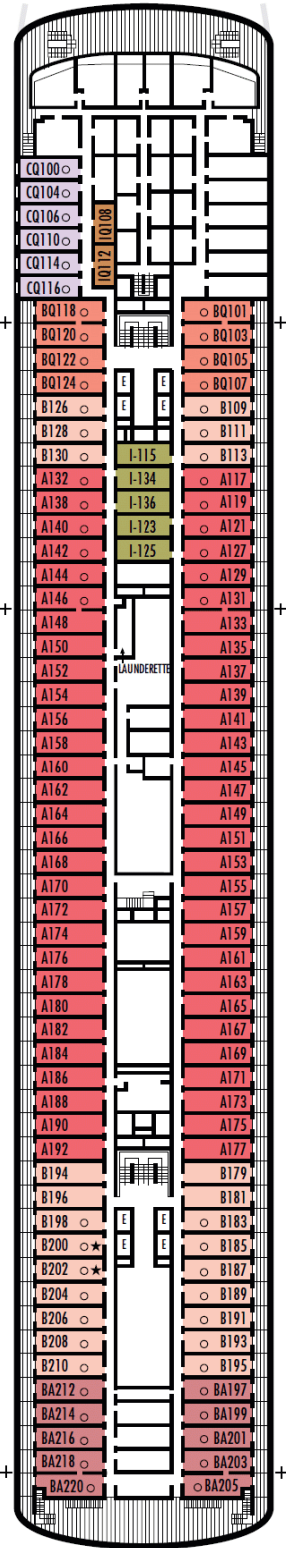 CQ100
CQ104
CQ106 IQ108
CQ110
CQ114 IQ112
CQ116
BQ118 BQ101
BQ120 BQ103
BQ122 BQ105
BQ124 E E BQ107
B126 E E B109
B128 B111
B130 I-115 B113
A132 I-134 A117
A138 I-136 A119
A140 I-123 A121
A142 I-125 A127
A144 A129
A146 A131
A148 A133
A150 A135
A152 LAUNDERETTE A137
A154 A139
A156 A141
A158 A143
A160 A145
A162 A147
A164 A149
A166 A151
A168 A153
A170 A155
A172 A157
A174 A159
A176 A161
A178 A163
A180 A165
A182 A167
A184 A169
A186 A171
A188 A173
A190 A175
A192 A177
B194 B179
B196 B181
B198 E E B183
B200 ★ E E B185
B202 ★ B187
B204 B189
B206 B191
B208 B193
B210 B195
BA212 BA197
BA214 BA199
BA216 BA201
BA218 BA203
BA220 BA205